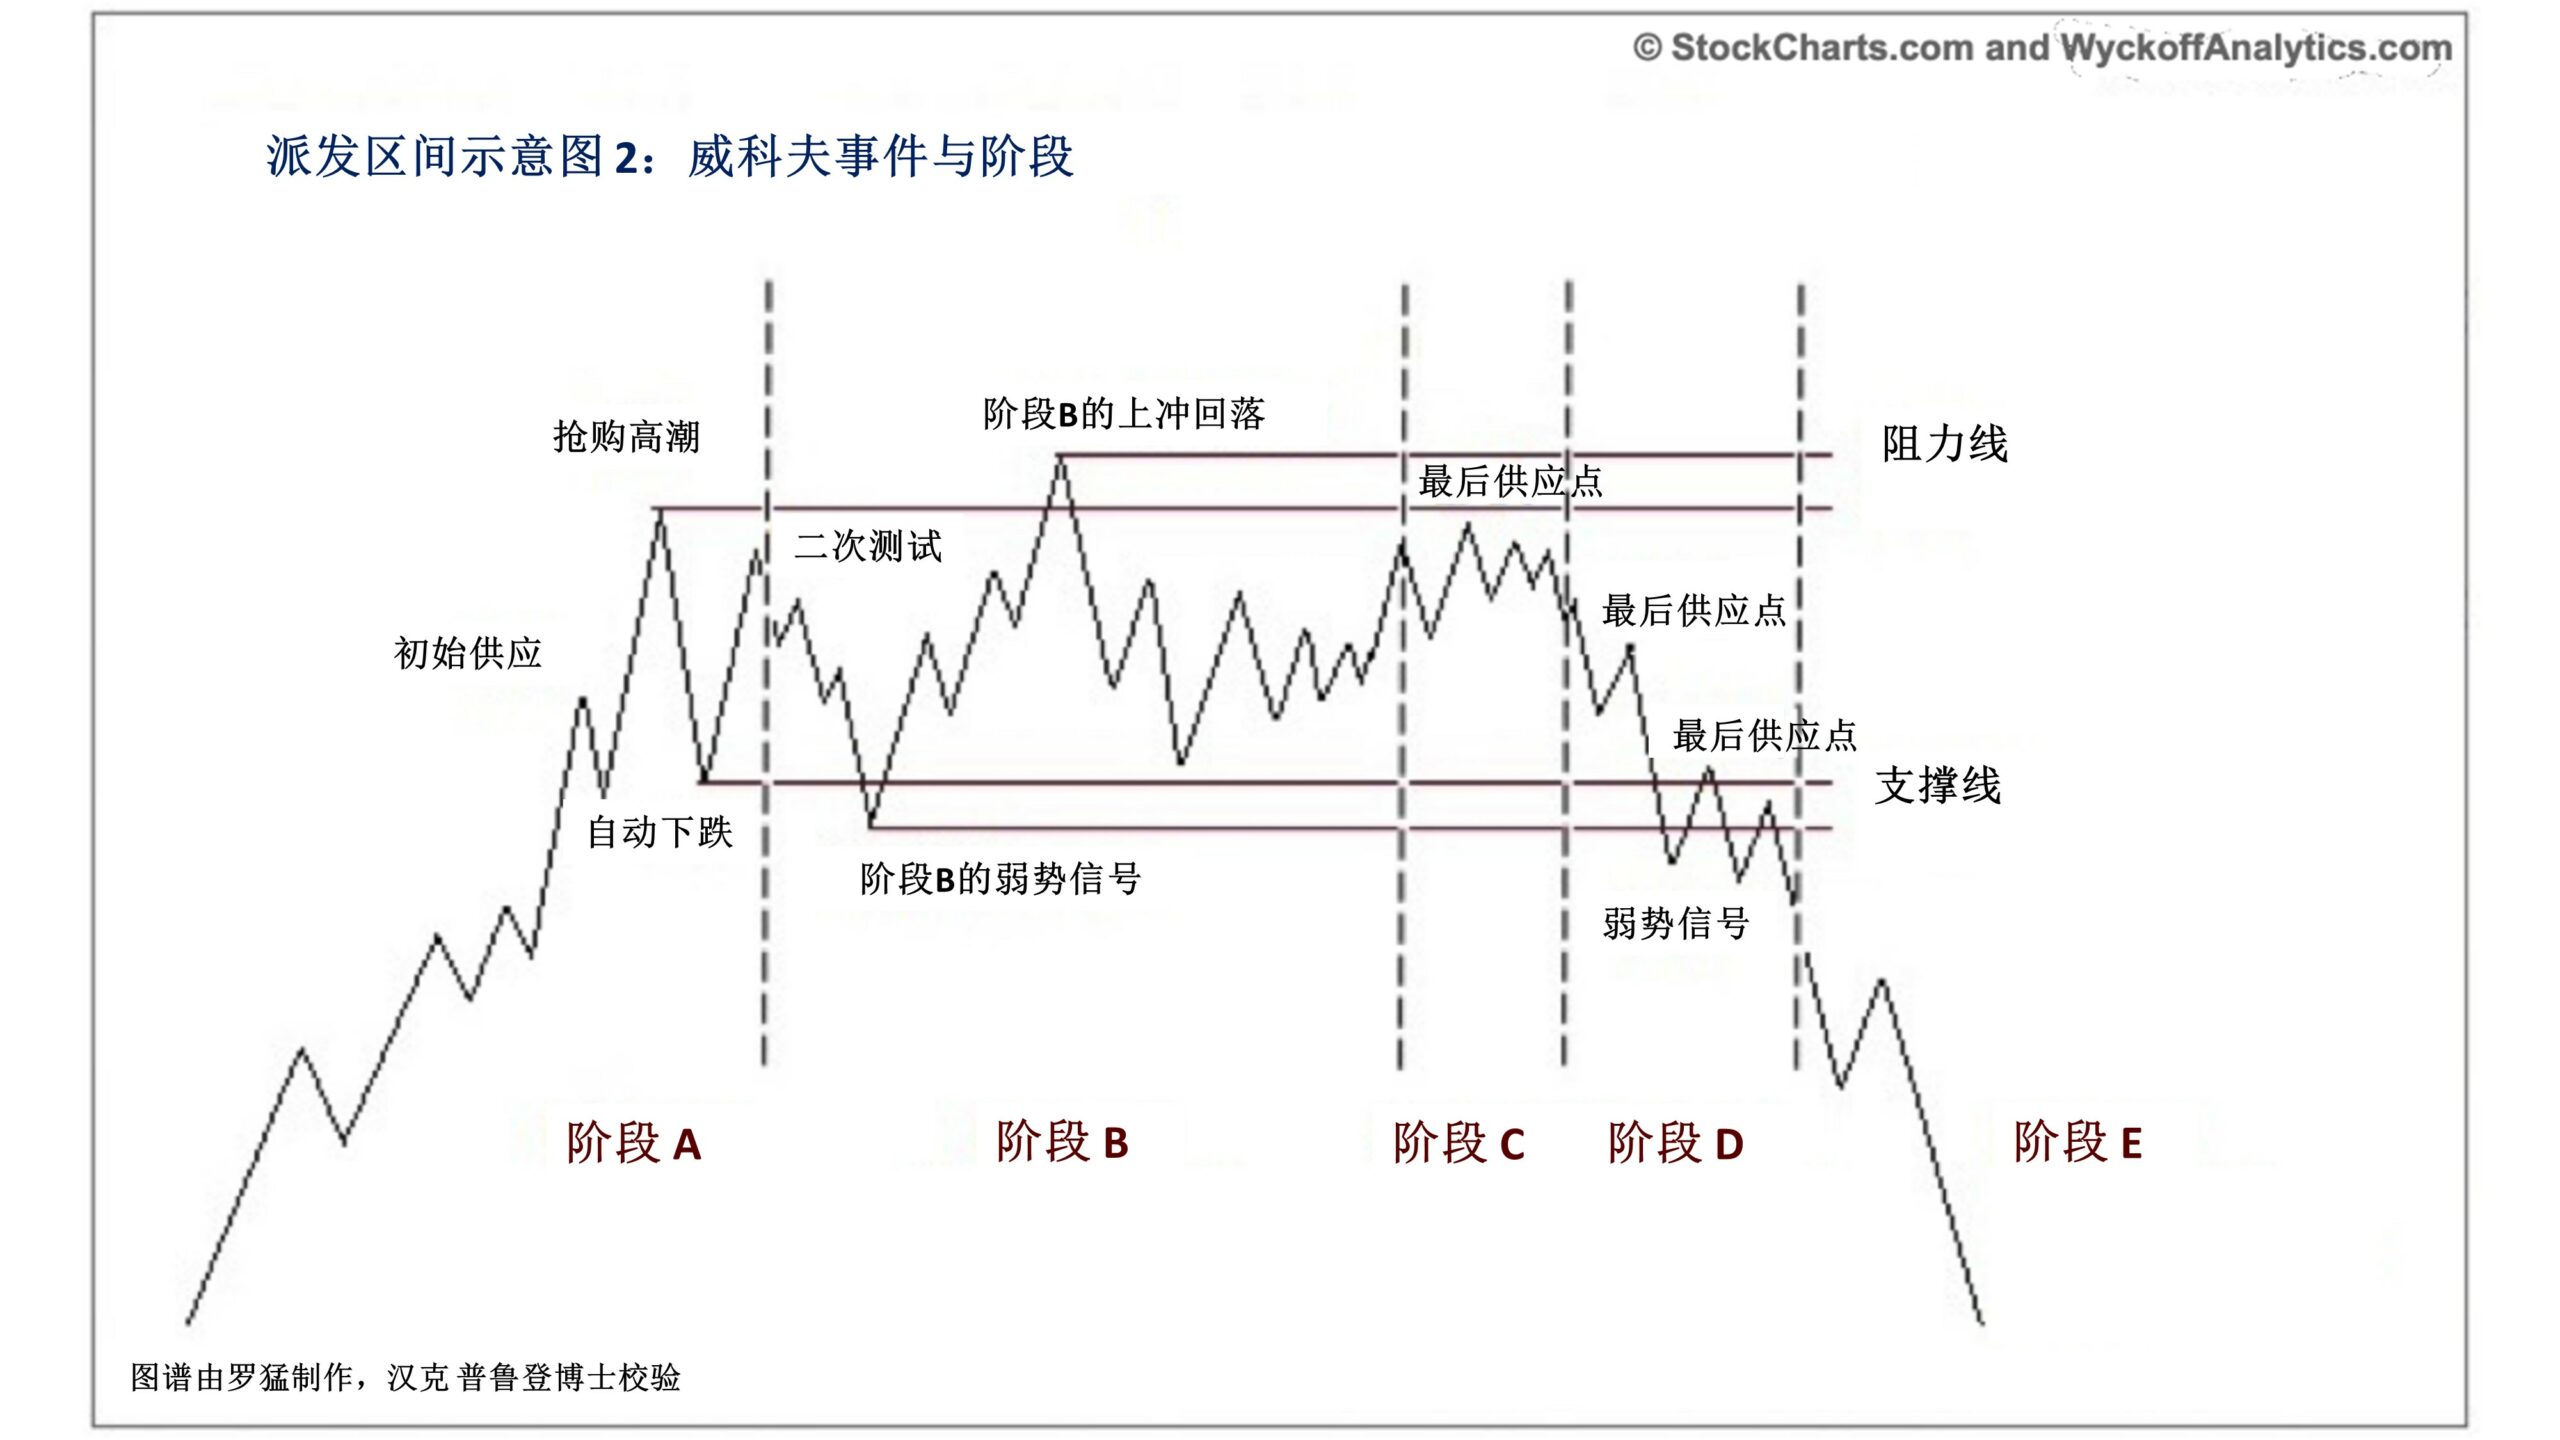 © StockCharts.com and WyckoffAnalytics.com
派发区间示意图 2：威科夫事件与阶段
阶段B的上冲回落
抢购高潮
阻力线
最后供应点
二次测试
最后供应点
初始供应
最后供应点
支撑线
自动下跌
阶段B的弱势信号
弱势信号
阶段 A
阶段 B
阶段 C
阶段 D
阶段 E
图谱由罗猛制作，汉克 普鲁登博士校验